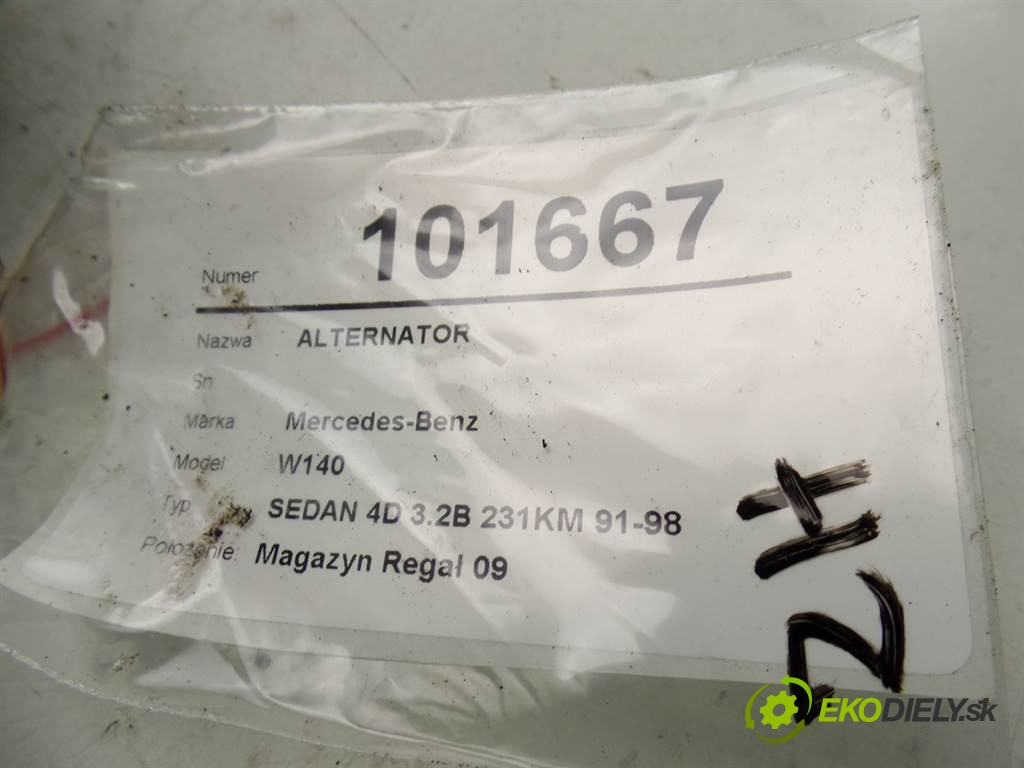 Numer 101667
Nazwa ALTERNATOR
Sn
Marka Mercedes-Benz
Model W140
Typ SEDAN 4D 3.2B 231KM 91-98
Położenie: Magazyn Regał 09
EKODIELY.sk